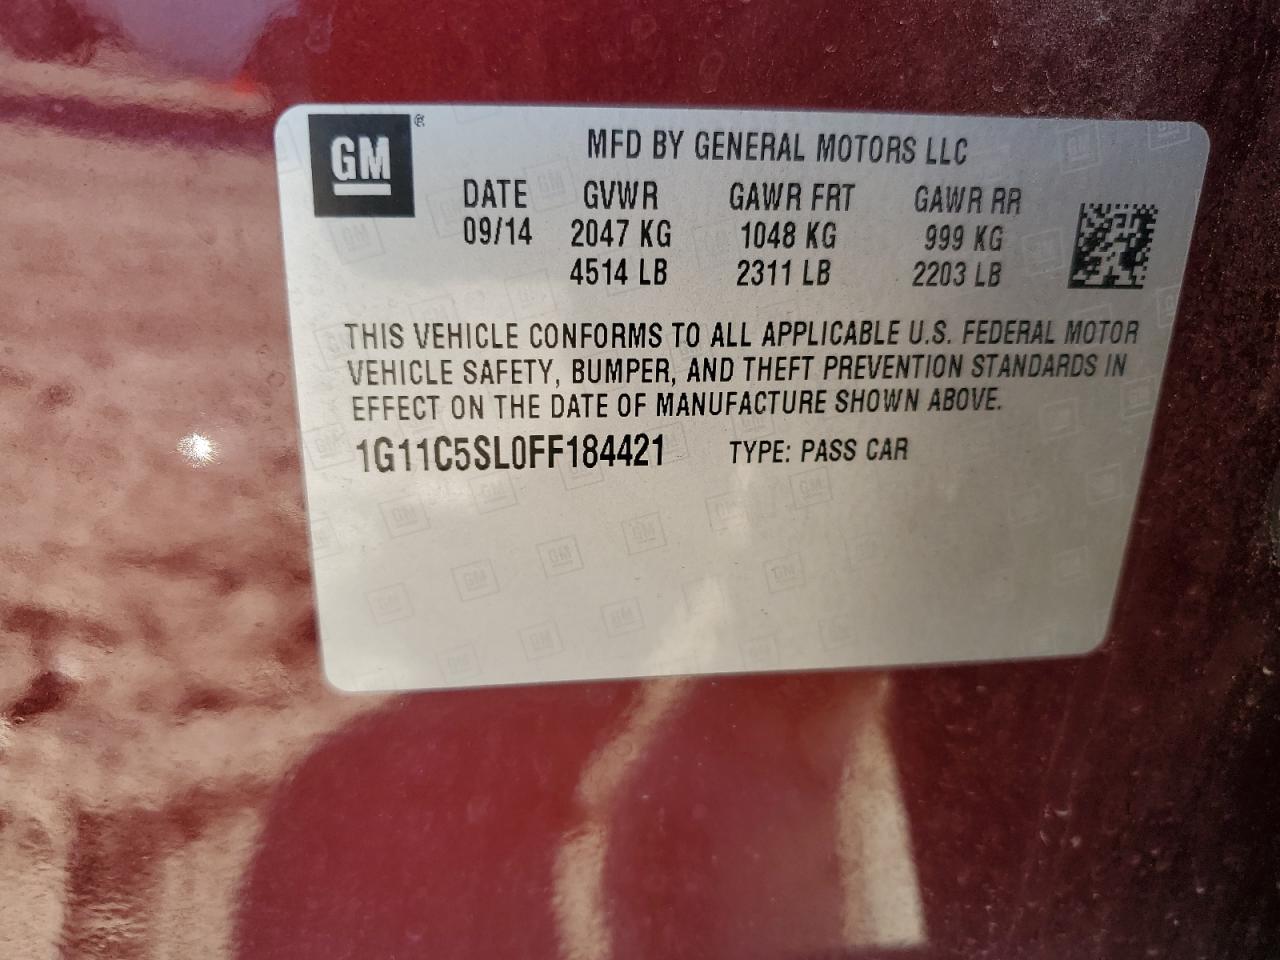 GM®
MFD BY GENERAL MOTORS LLC
DATE GVWR GAWR FRT GAWR RR
09/14 2047 KG 1048 KG 999 KG
4514 LB 2311 LB 2203 LB
THIS VEHICLE CONFORMS TO ALL APPLICABLE U.S. FEDERAL MOTOR
VEHICLE SAFETY, BUMPER, AND THEFT PREVENTION STANDARDS IN
EFFECT ON THE DATE OF MANUFACTURE SHOWN ABOVE.
1G11C5SL0FF184421 TYPE: PASS CAR